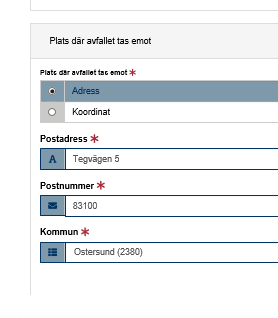 Plats där avfallet tas emot
Plats där avfallet tas emot *
Adress
Koordinat
Postadress *
A Tegvägen 5
Postnummer *
83100
Kommun *
Ostersund (2380)